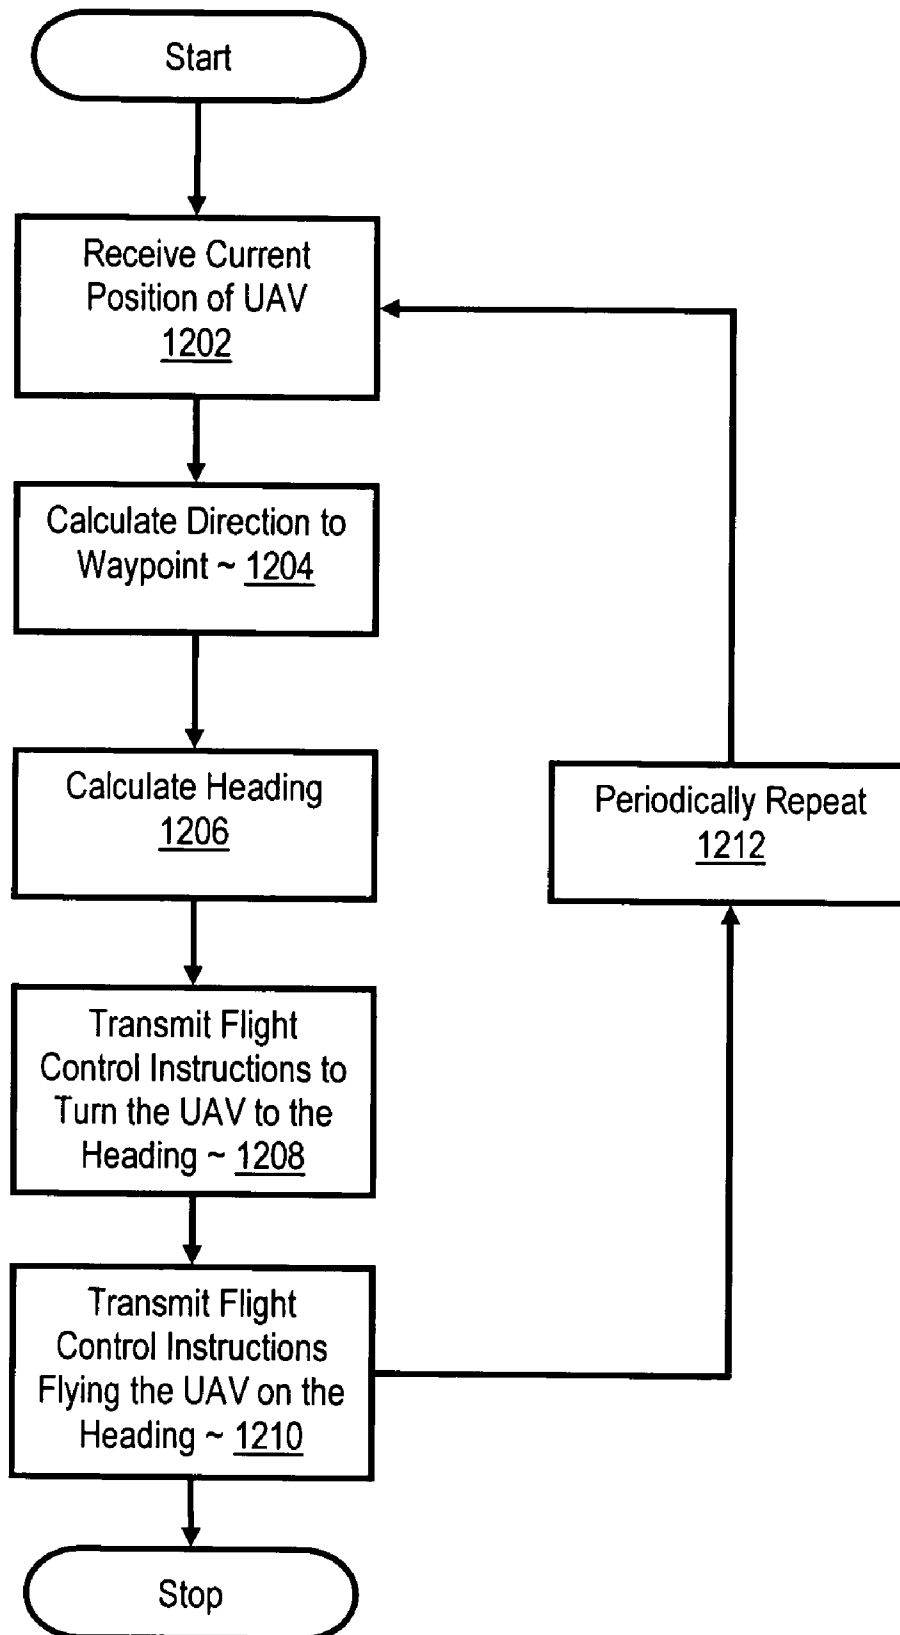 Start
Receive Current
Position of UAV
1202
Calculate Direction to
Waypoint ~ 1204
Calculate Heading
1206
Periodically Repeat
1212
Transmit Flight
Control Instructions to
Turn the UAV to the
Heading ~ 1208
Transmit Flight
Control Instructions
Flying the UAV on the
Heading ~ 1210
Stop